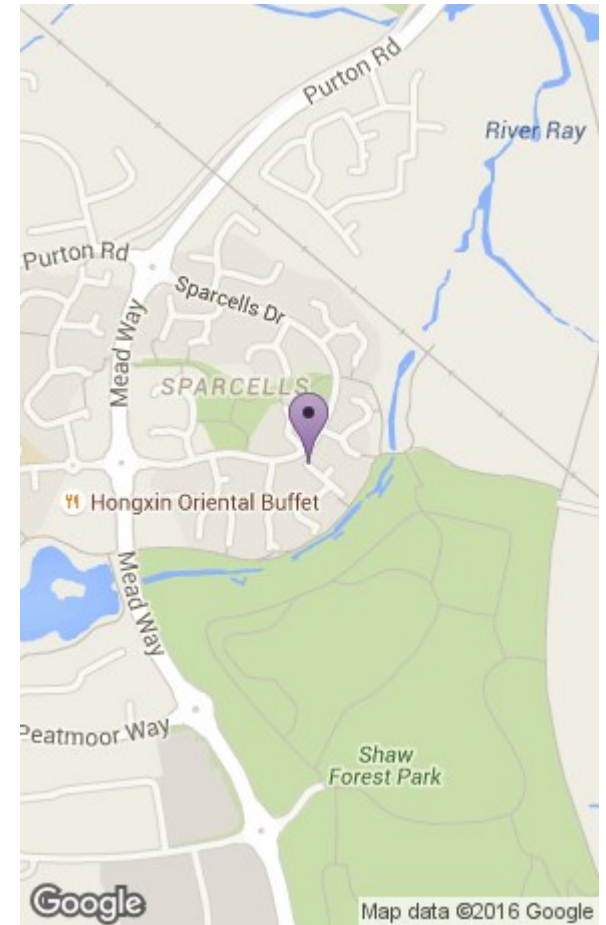 Purton Rd
River Ray
Purton Rd
Sparcells Dr
Mead Way
SPARCELLS
Hongxin Oriental Buffet
Mead Way
Peatmoor Way
Shaw
Forest Park
Google
Map data ©2016 Google